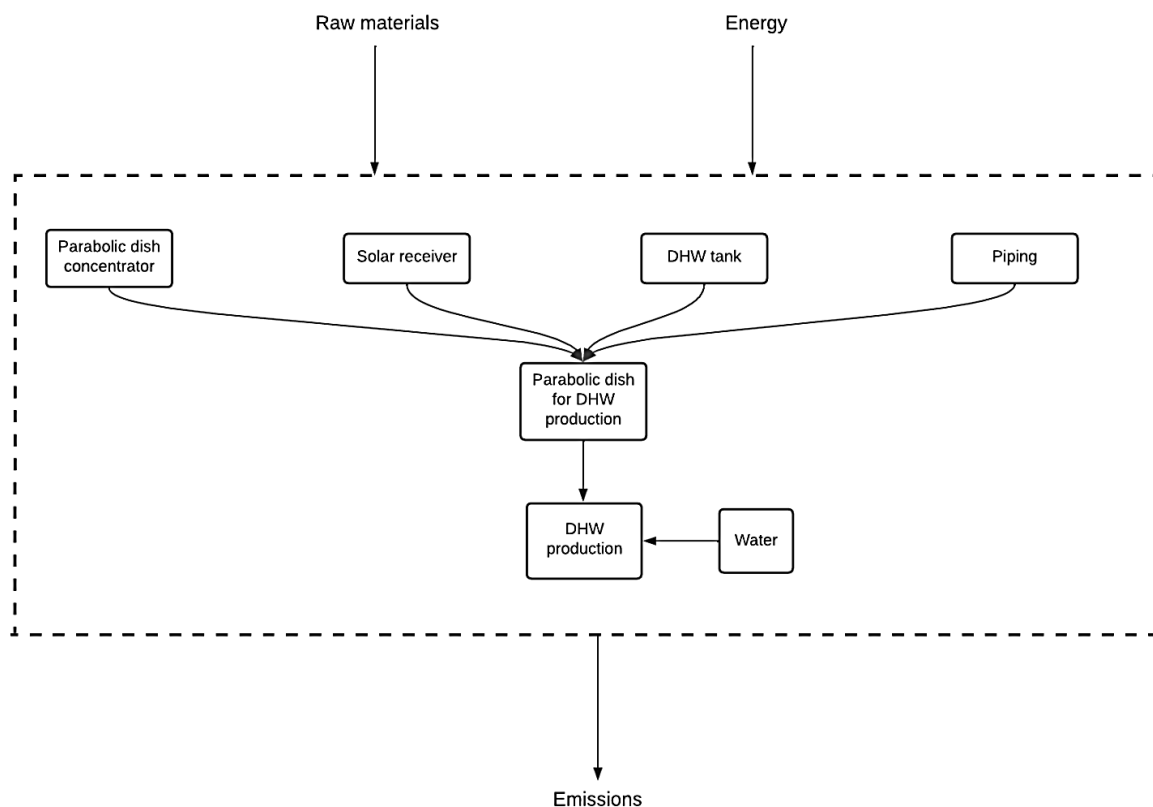 Raw materials
Energy
Parabolic dish
concentrator
Solar receiver
DHW tank
Piping
Parabolic dish
for DHW
production
DHW
production
Water
Emissions